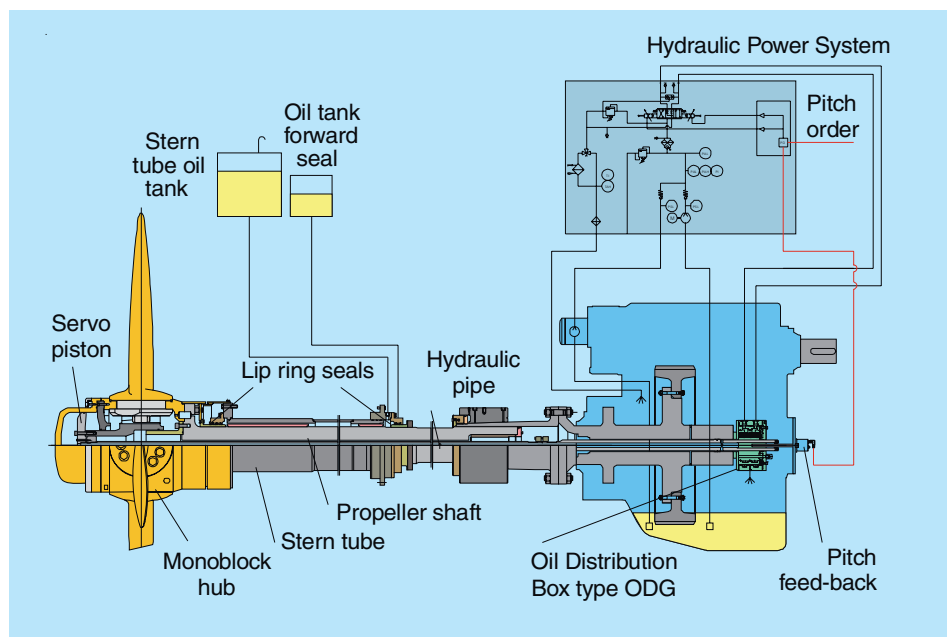 Hydraulic Power System
Pitch
order
Oil tank
forward
seal
Stern
tube oil
tank
Servo
piston
Lip ring seals
Hydraulic
pipe
Propeller shaft
Stern tube
Monoblock
hub
Oil Distribution
Box type ODG
Pitch
feed-back